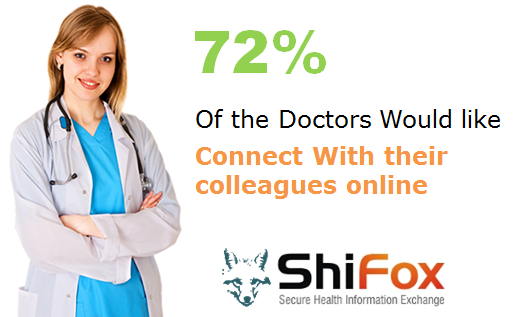 72%
Of the Doctors Would like
Connect With their
colleagues online
ShiFox
Secure Health Information Exchange